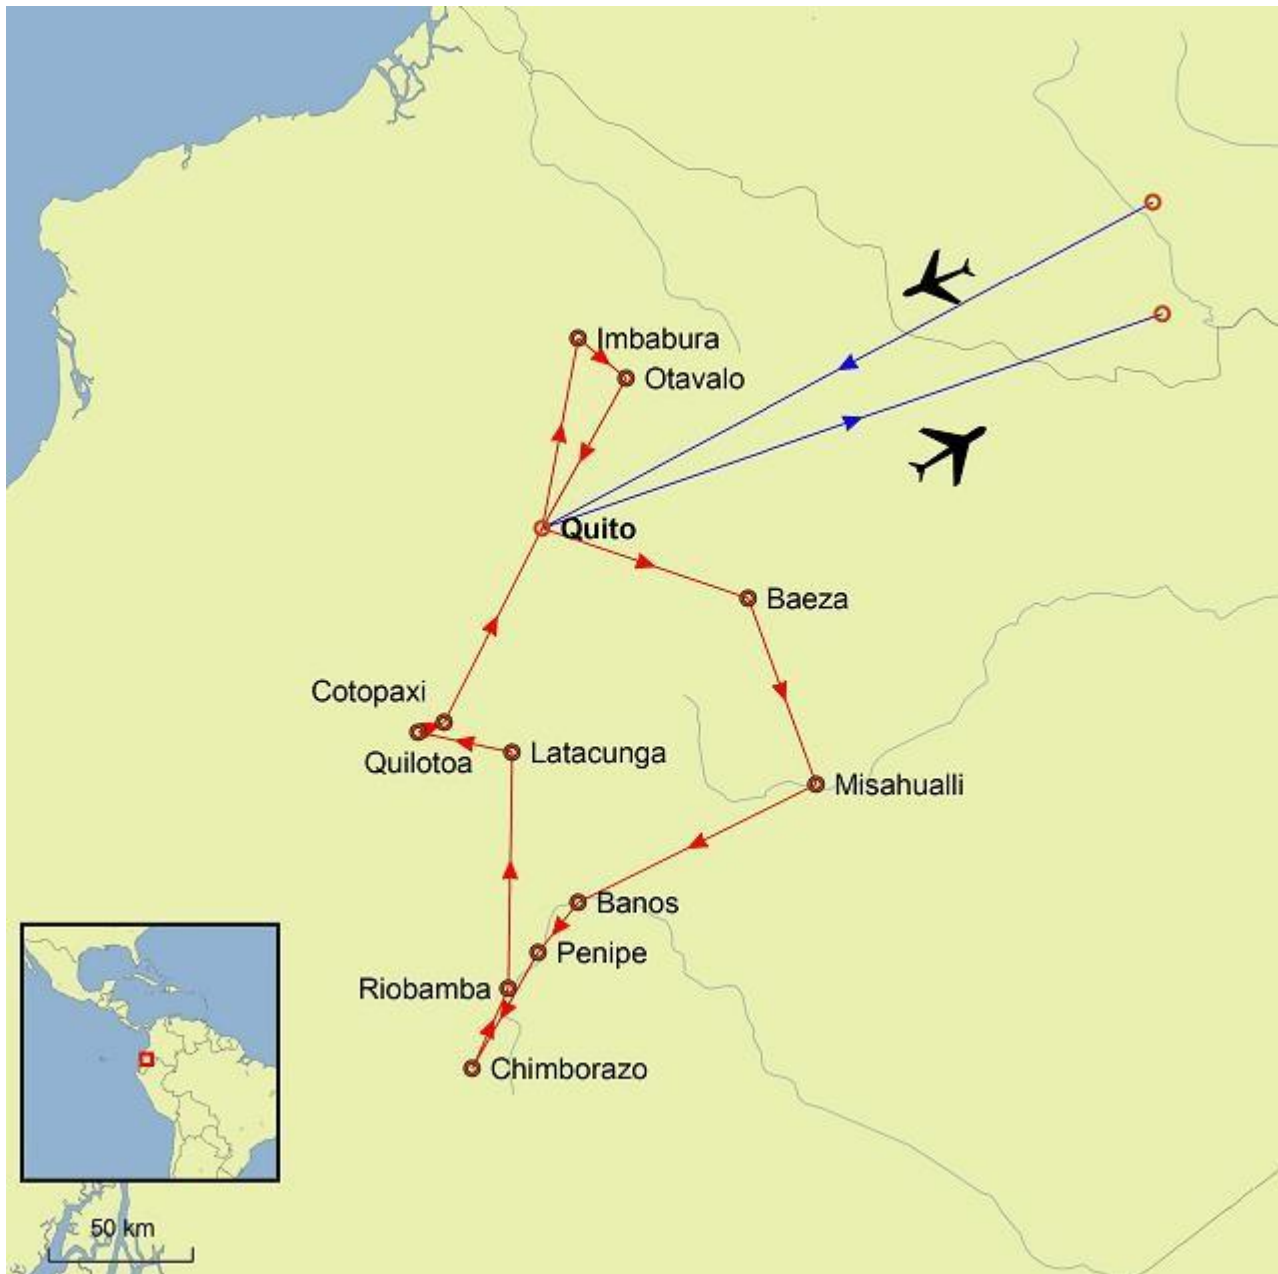 Imbabura
Otavalo
Quito
Baeza
Cotopaxi
Quilotoa
Latacunga
Misahualli
Banos
Penipe
Riobamba
Chimborazo
50 km